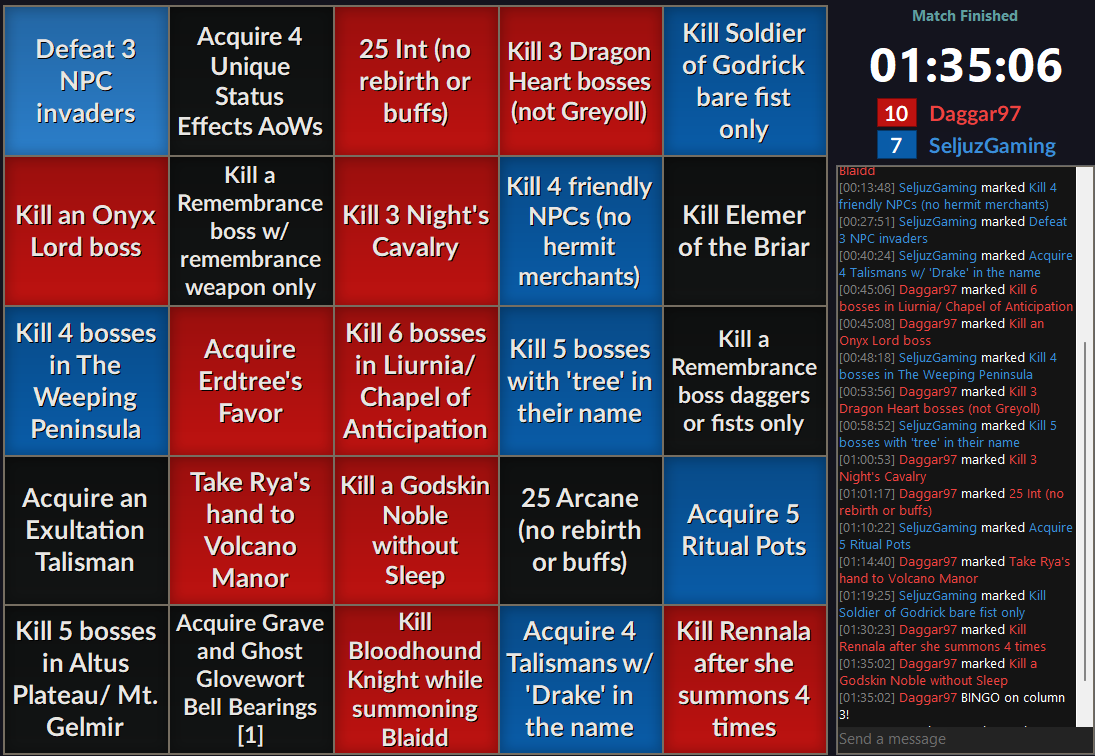 Defeat 3
NPC
invaders
Acquire 4
Unique
Status
Effects AoWs
25 Int (no
rebirth or
buffs)
Kill 3 Dragon
Heart bosses
(not Greyoll)
Kill Soldier
of Godrick
bare fist
only
Kill an Onyx
Lord boss
Kill a
Remembrance
boss w/
remembrance
weapon only
Kill 3 Night's
Cavalry
Kill 4 friendly
NPCs (no
hermit
merchants)
Kill Elemer
of the Briar
Kill 4 bosses
in The
Weeping
Peninsula
Acquire
Erdtree's
Favor
Kill 6 bosses
in Liurnia/
Chapel of
Anticipation
Kill 5 bosses
with 'tree' in
their name
Kill a
Remembrance
boss daggers
or fists only
Acquire an
Exultation
Talisman
Take Rya's
hand to
Volcano
Manor
Kill a Godskin
Noble
without
Sleep
25 Arcane
(no rebirth
or buffs)
Acquire 5
Ritual Pots
Kill 5 bosses
in Altus
Plateau/ Mt.
Gelmir
Acquire Grave
and Ghost
Glovewort
Bell Bearings
[1]
Kill
Bloodhound
Knight while
summoning
Blaidd
Acquire 4
Talismans w/
'Drake' in
the name
Kill Rennala
after she
summons 4
times
Match Finished
01:35:06
10 Daggar97
7 SeljuzGaming
Blaidd
[00:13:48] SeljuzGaming marked Kill 4
friendly NPCs (no hermit merchants)
[00:27:51] SeljuzGaming marked Defeat
3 NPC invaders
[00:40:24] SeljuzGaming marked Acquire
4 Talismans w/ 'Drake' in the name
[00:45:06] Daggar97 marked Kill 6
bosses in Liurnia/ Chapel of Anticipation
[00:45:08] Daggar97 marked Kill an
Onyx Lord boss
[00:48:18] SeljuzGaming marked Kill 4
bosses in The Weeping Peninsula
[00:53:56] Daggar97 marked Kill 3
Dragon Heart bosses (not Greyoll)
[00:58:52] SeljuzGaming marked Kill 5
bosses with 'tree' in their name
[01:00:53] Daggar97 marked Kill 3
Night's Cavalry
[01:01:17] Daggar97 marked 25 Int (no
rebirth or buffs)
[01:10:22] SeljuzGaming marked Acquire
5 Ritual Pots
[01:14:40] Daggar97 marked Take Rya's
hand to Volcano Manor
[01:19:25] SeljuzGaming marked Kill
Soldier of Godrick bare fist only
[01:30:23] Daggar97 marked Kill
Rennala after she summons 4 times
[01:35:02] Daggar97 marked Kill a
Godskin Noble without Sleep
[01:35:02] Daggar97 BINGO on column
3!
Send a message